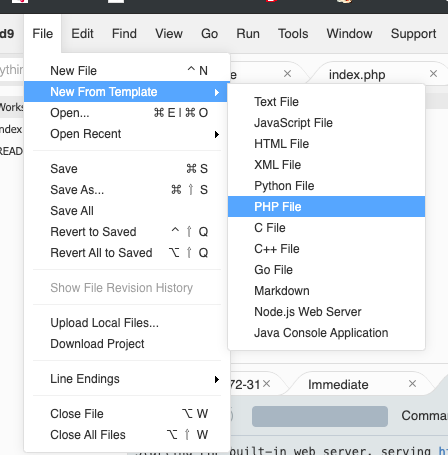 d9 File Edit Find View Go Run Tools Window Support
ythin
New File ^ N
e × index.php ×
New From Template
Works
Open... ⌘ E | ⌘ O
ndex
Open Recent
READ
Save ⌘ S
Save As... ⌘ ⇧ S
Save All
Revert to Saved ^ ⇧ Q
Revert All to Saved ⌥ ⇧ Q
Show File Revision History
Upload Local Files...
Download Project
Line Endings
Close File ⌥ W
Close All Files ⌥ ⇧ W
Text File
JavaScript File
HTML File
XML File
Python File
PHP File
C File
C++ File
Go File
Markdown
Node.js Web Server
Java Console Application
72-31 × Immediate ×
Comma
built-in web server, serving